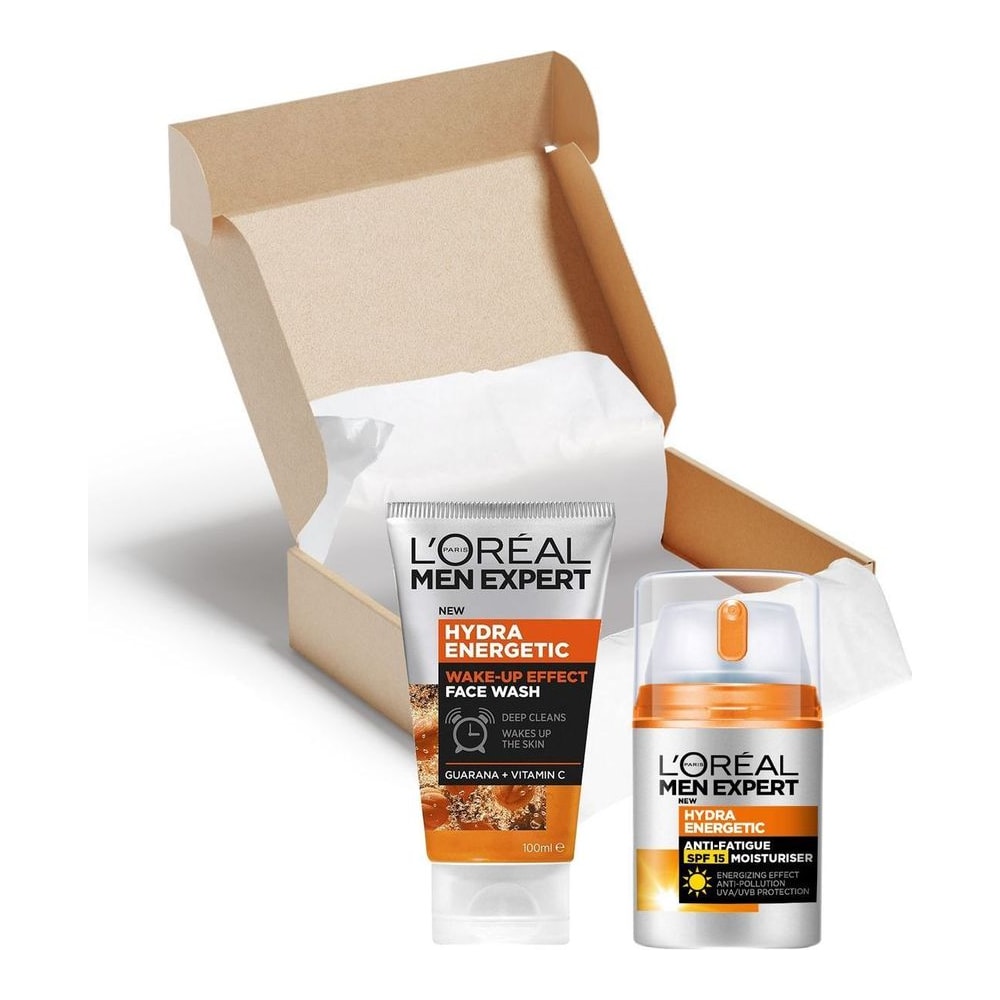 L'ORÉAL
PARIS
MEN EXPERT
NEW
HYDRA
ENERGETIC
WAKE-UP EFFECT
FACE WASH
DEEP CLEANS
WAKES UP
THE SKIN
GUARANA + VITAMIN C
100ml e
L'ORÉAL
PARIS
MEN EXPERT
NEW
HYDRA
ENERGETIC
ANTI-FATIGUE
SPF 15 MOISTURISER
ENERGIZING EFFECT
ANTI-POLLUTION
UVA/UVB PROTECTION